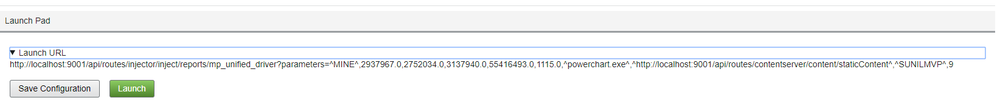 Launch Pad
Launch URL
http://localhost:9001/api/routes/injector/inject/reports/mp_unified_driver?parameters=^MINE^,2937967.0,2752034.0,3137940.0,55416493.0,1115.0,^powerchart.exe^,^http://localhost:9001/api/routes/contentserver/content/staticContent^,^SUNILMVP^,9
Save Configuration
Launch